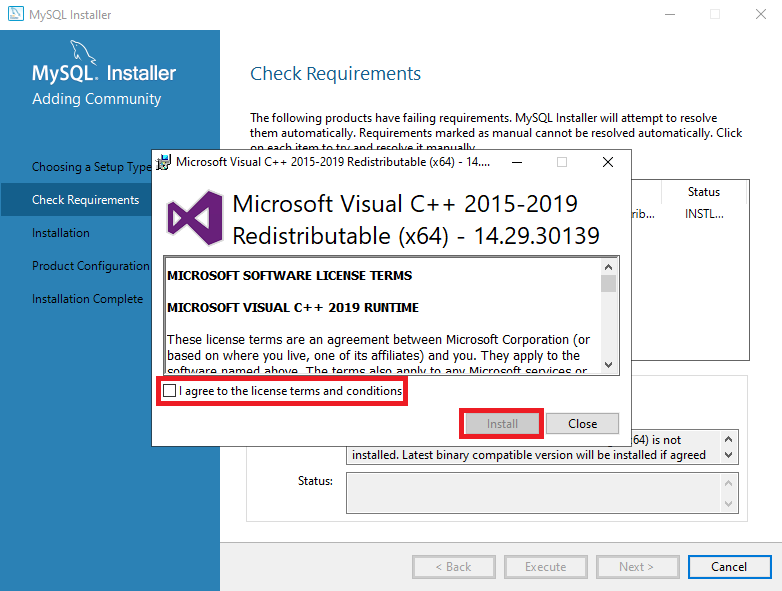 MySQL Installer
MySQL. Installer
Adding Community
Choosing a Setup Type
Check Requirements
Installation
Product Configuration
Installation Complete
Check Requirements
The following products have failing requirements. MySQL Installer will attempt to resolve
them automatically. Requirements marked as manual cannot be resolved automatically. Click
on each item to try and resolve it manually.
Status
rib... INSTL...
Microsoft Visual C++ 2015-2019 Redistributable (x64) - 14....
Microsoft Visual C++ 2015-2019
Redistributable (x64) - 14.29.30139
MICROSOFT SOFTWARE LICENSE TERMS
MICROSOFT VISUAL C++ 2019 RUNTIME
These license terms are an agreement between Microsoft Corporation (or
based on where you live, one of its affiliates) and you. They apply to the
software named above. The terms also apply to any Microsoft services or
I agree to the license terms and conditions
Install
Close
64) is not
installed. Latest binary compatible version will be installed if agreed
Status:
< Back
Execute
Next >
Cancel